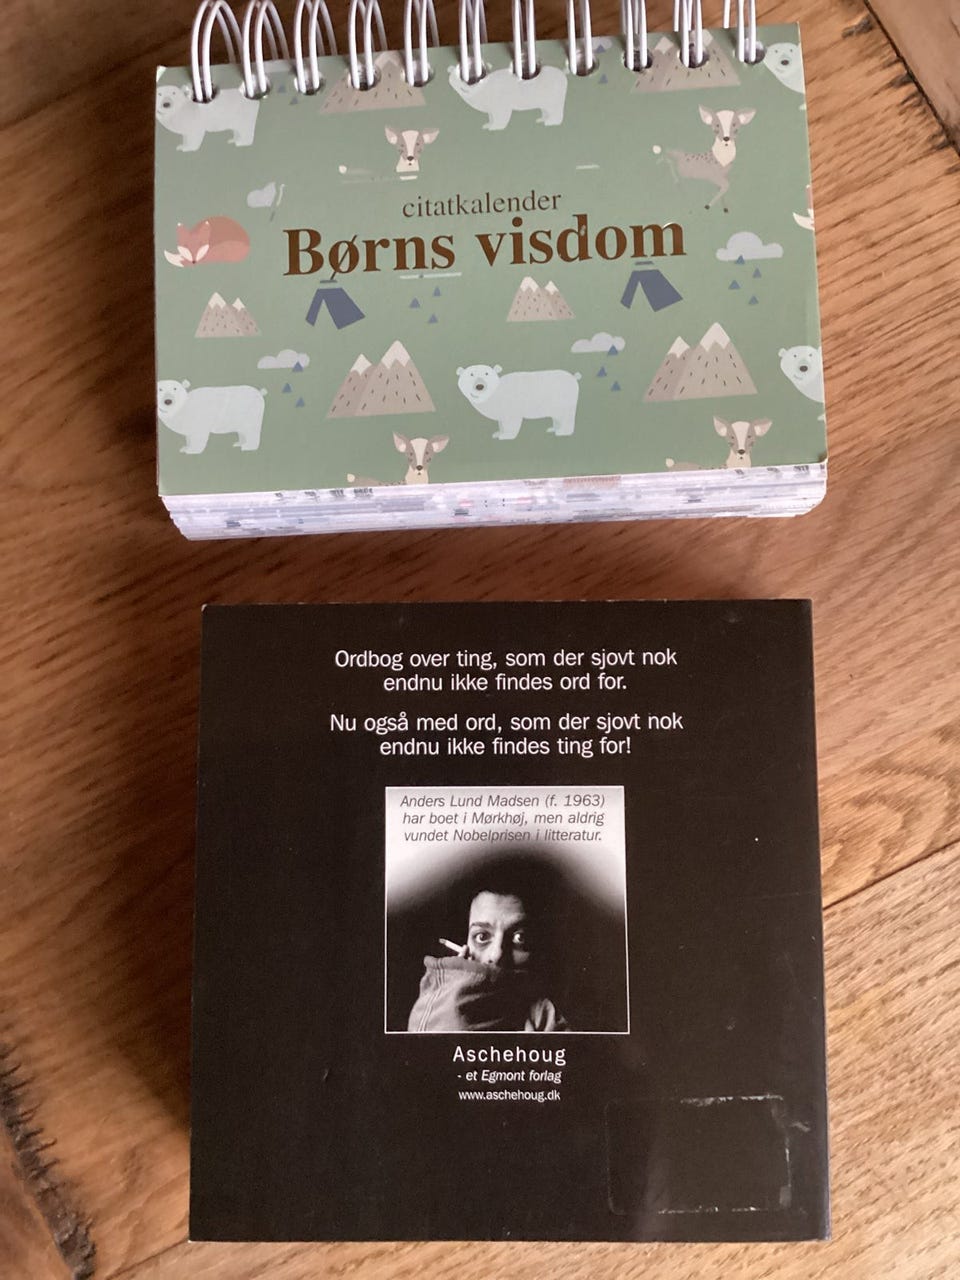 citatkalender
Børns visdom
Ordbog over ting, som der sjovt nok
endnu ikke findes ord for.
Nu også med ord, som der sjovt nok
endnu ikke findes ting for!
Anders Lund Madsen (f. 1963)
har boet i Mørkhøj, men aldrig
vundet Nobelprisen i litteratur.
Aschehoug
- et Egmont forlag
www.aschehoug.dk